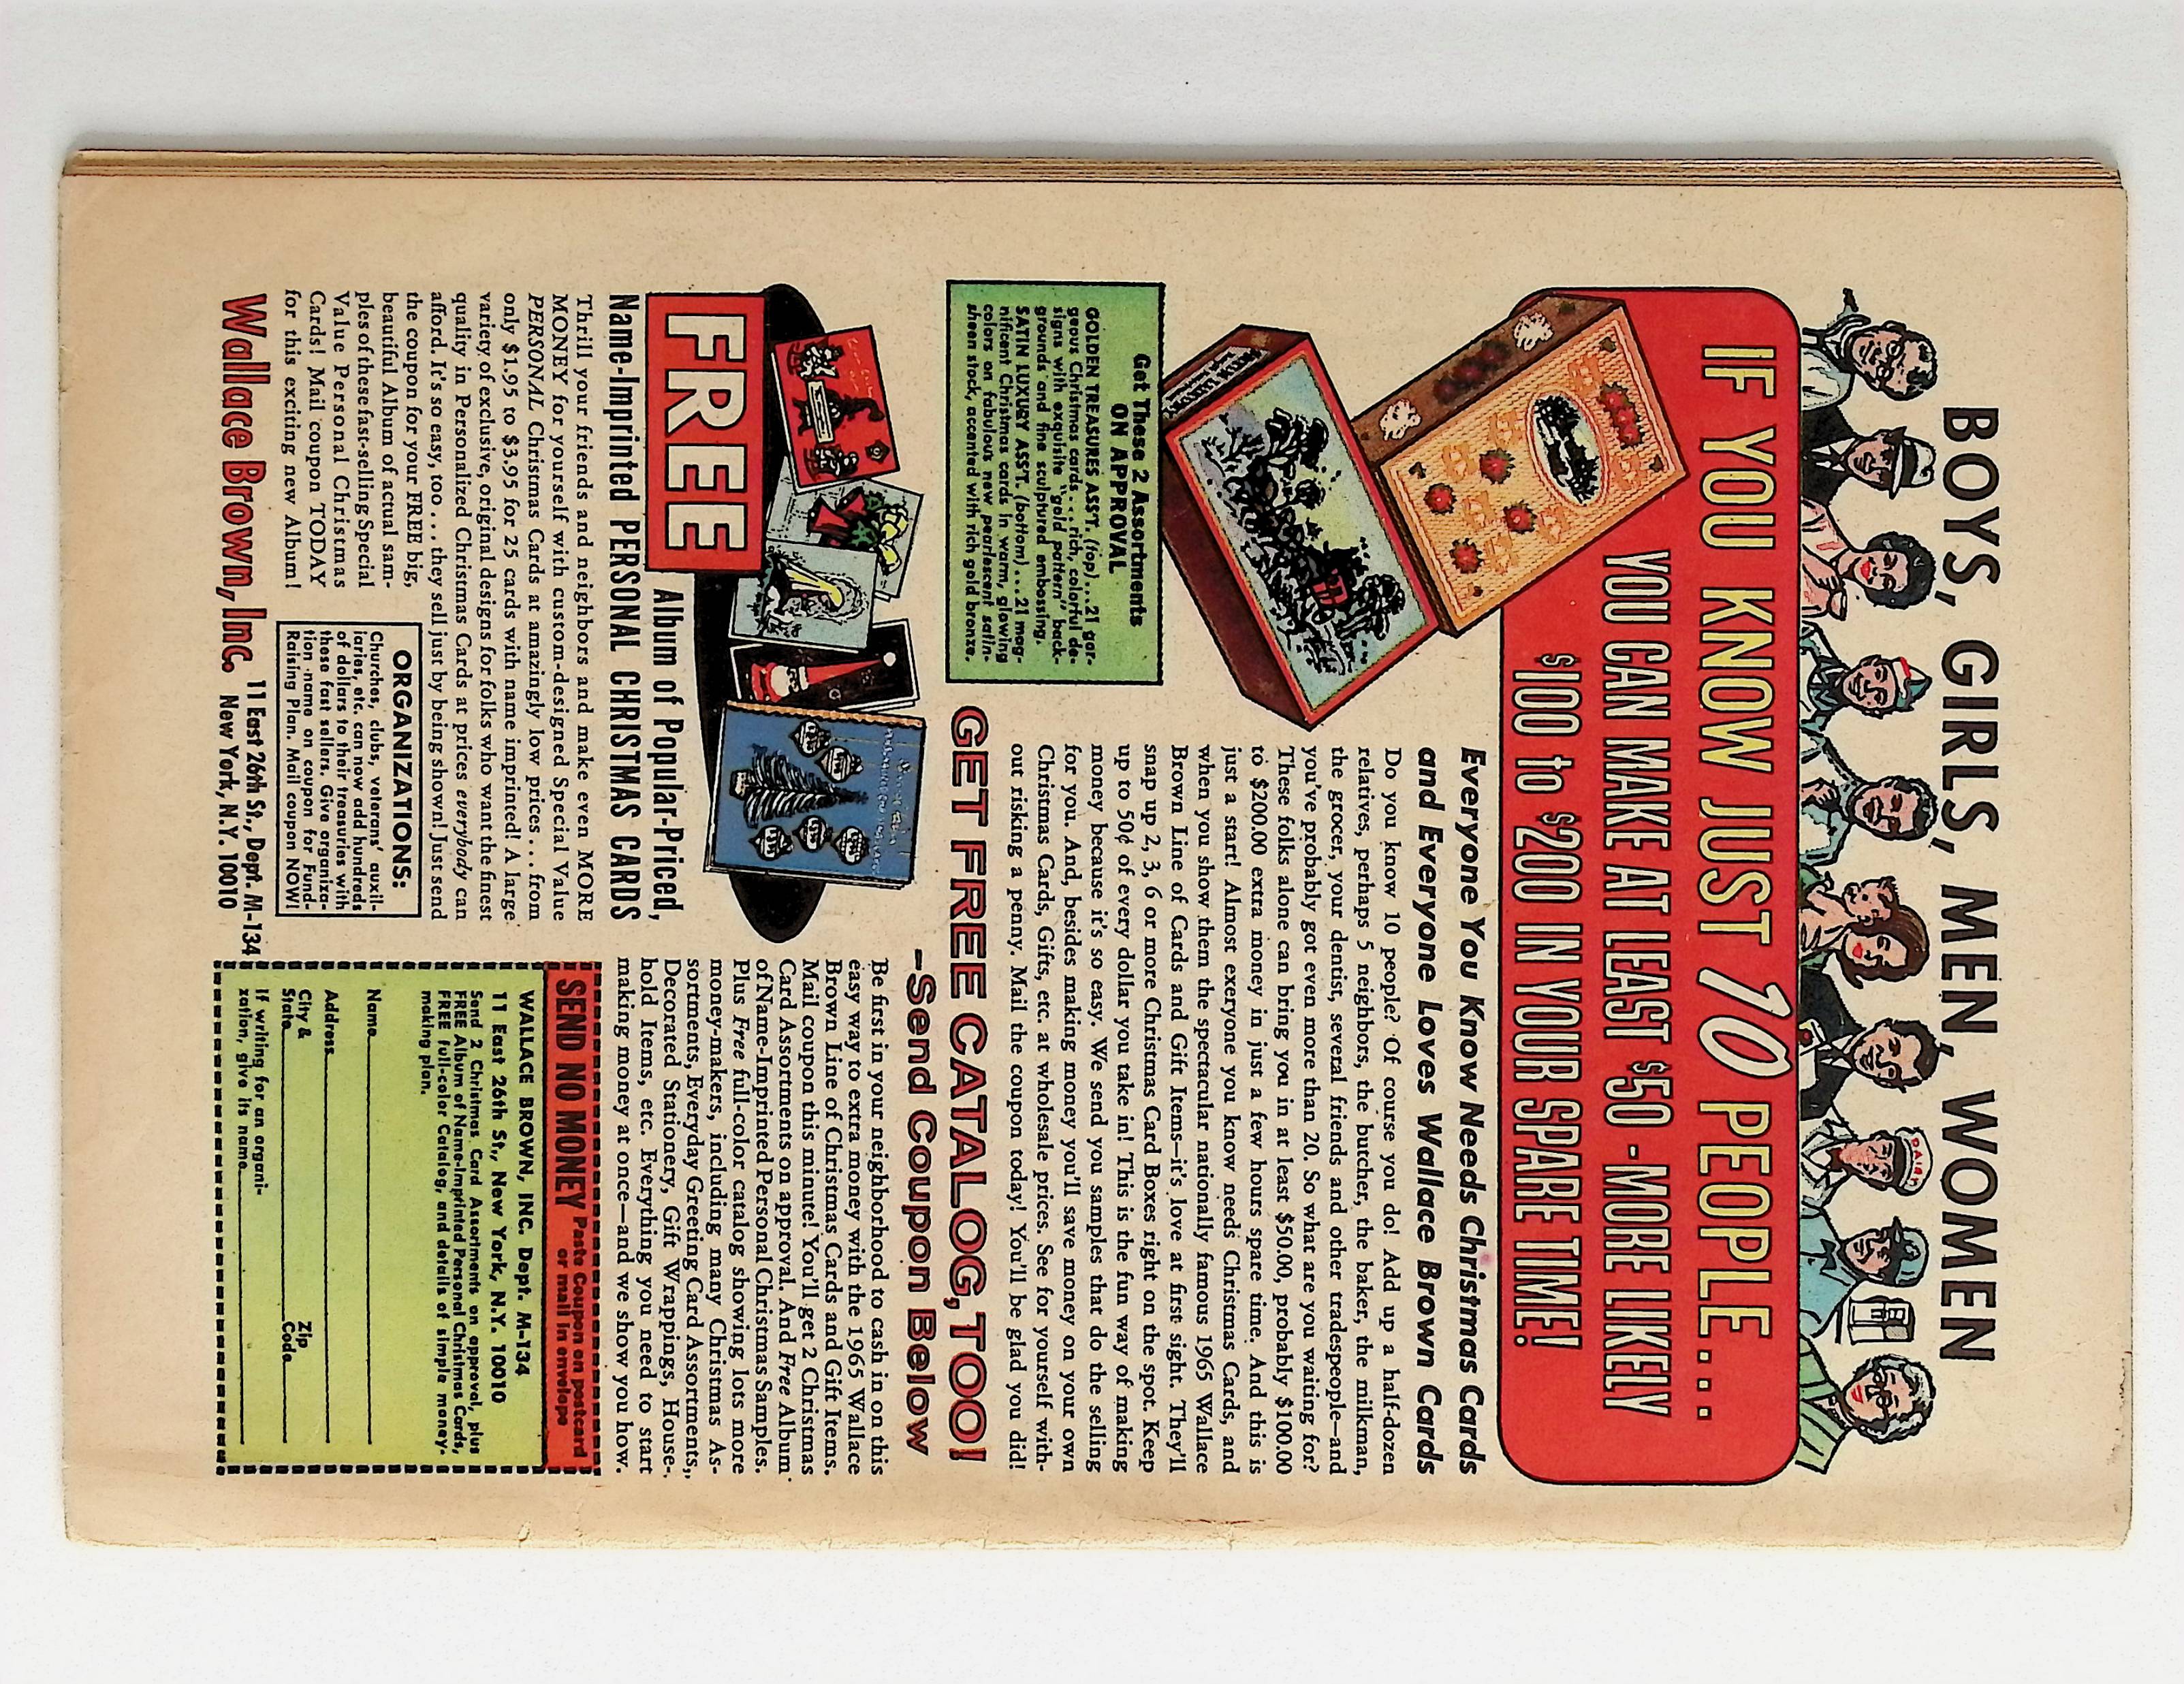 BOYS, GIRLS, MEN, WOMEN
DAIRY
IF YOU KNOW JUST 10 PEOPLE...
YOU CAN MAKE AT LEAST $50 - MORE LIKELY
$100 to $200 IN YOUR SPARE TIME!
Everyone You Know Needs Christmas Cards
and Everyone Loves Wallace Brown Cards
Do you know 10 people? Of course you do! Add up a half-dozen
relatives, perhaps 5 neighbors, the butcher, the baker, the milkman,
the grocer, your dentist, several friends and other tradespeople—and
you've probably got even more than 20. So what are you waiting for?
These folks alone can bring you in at least $50.00, probably $100.00
to $200.00 extra money in just a few hours spare time. And this is
just a start! Almost everyone you know needs Christmas Cards, and
when you show them the spectacular nationally famous 1965 Wallace
Brown Line of Cards and Gift Items—it's love at first sight. They'll
snap up 2, 3, 6 or more Christmas Card Boxes right on the spot. Keep
up to 50¢ of every dollar you take in! This is the fun way of making
money because it's so easy. We send you samples that do the selling
for you. And, besides making money you'll save money on your own
Christmas Cards, Gifts, etc. at wholesale prices. See for yourself with-
out risking a penny. Mail the coupon today! You'll be glad you did!
Get These 2 Assortments
ON APPROVAL
GOLDEN TREASURES ASS'T. (top)...21 gor-
geous Christmas cards...rich, colorful de-
signs with exquisite "gold pattern" back-
grounds and fine sculptured embossing.
SATIN LUXURY ASS'T. (bottom)...21 mag-
nificent Christmas cards in warm, glowing
colors on fabulous new pearlescent satin-
sheen stock, accented with rich gold bronze.
GET FREE CATALOG, TOO!
—Send Coupon Below
Be first in your neighborhood to cash in on this
easy way to extra money with the 1965 Wallace
Brown Line of Christmas Cards and Gift Items.
Mail coupon this minute! You'll get 2 Christmas
Card Assortments on approval. And Free Album
of Name-Imprinted Personal Christmas Samples.
Plus Free full-color catalog showing lots more
money-makers, including many Christmas As-
sortments, Everyday Greeting Card Assortments,
Decorated Stationery, Gift Wrappings, House-
hold Items, etc. Everything you need to start
making money at once—and we show you how.
FREE
Album of Popular-Priced,
Name-Imprinted PERSONAL CHRISTMAS CARDS
Thrill your friends and neighbors and make even MORE
MONEY for yourself with custom-designed Special Value
PERSONAL Christmas Cards at amazingly low prices...from
only $1.95 to $3.95 for 25 cards with name imprinted! A large
variety of exclusive, original designs for folks who want the finest
quality in Personalized Christmas Cards at prices everybody can
afford. It's so easy, too...they sell just by being shown! Just send
the coupon for your FREE big,
beautiful Album of actual sam-
ples of these fast-selling Special
Value Personal Christmas
Cards! Mail coupon TODAY
for this exciting new Album!
ORGANIZATIONS:
Churches, clubs, veterans' auxil-
iaries, etc. can now add hundreds
of dollars to their treasuries with
these fast sellers. Give organiza-
tion name on coupon for Fund-
Raising Plan. Mail coupon NOW!
Wallace Brown, Inc.
11 East 26th St., Dept. M-134
New York, N.Y. 10010
SEND NO MONEY
Paste Coupon on postcard
or mail in envelope
WALLACE BROWN, INC. Dept. M-134
11 East 26th St., New York, N.Y. 10010
Send 2 Christmas Card Assortments on approval, plus
FREE Album of Name-Imprinted Personal Christmas Cards,
FREE full-color Catalog, and details of simple money-
making plan.
Name
Address
City &
State
Zip
Code
If writing for an organi-
zation, give its name